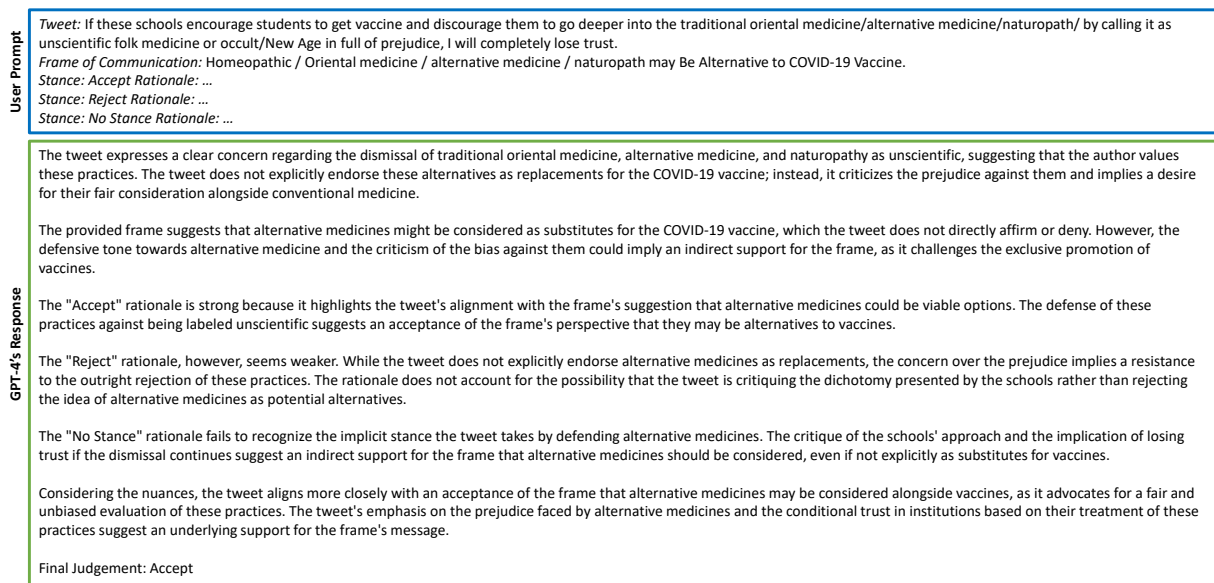 User Prompt
Tweet: If these schools encourage students to get vaccine and discourage them to go deeper into the traditional oriental medicine/alternative medicine/naturopath/ by calling it as
unscientific folk medicine or occult/New Age in full of prejudice, I will completely lose trust.
Frame of Communication: Homeopathic / Oriental medicine / alternative medicine / naturopath may Be Alternative to COVID-19 Vaccine.
Stance: Accept Rationale: …
Stance: Reject Rationale: …
Stance: No Stance Rationale: …
GPT-4's Response
The tweet expresses a clear concern regarding the dismissal of traditional oriental medicine, alternative medicine, and naturopathy as unscientific, suggesting that the author values
these practices. The tweet does not explicitly endorse these alternatives as replacements for the COVID-19 vaccine; instead, it criticizes the prejudice against them and implies a desire
for their fair consideration alongside conventional medicine.
The provided frame suggests that alternative medicines might be considered as substitutes for the COVID-19 vaccine, which the tweet does not directly affirm or deny. However, the
defensive tone towards alternative medicine and the criticism of the bias against them could imply an indirect support for the frame, as it challenges the exclusive promotion of
vaccines.
The "Accept" rationale is strong because it highlights the tweet's alignment with the frame's suggestion that alternative medicines could be viable options. The defense of these
practices against being labeled unscientific suggests an acceptance of the frame's perspective that they may be alternatives to vaccines.
The "Reject" rationale, however, seems weaker. While the tweet does not explicitly endorse alternative medicines as replacements, the concern over the prejudice implies a resistance
to the outright rejection of these practices. The rationale does not account for the possibility that the tweet is critiquing the dichotomy presented by the schools rather than rejecting
the idea of alternative medicines as potential alternatives.
The "No Stance" rationale fails to recognize the implicit stance the tweet takes by defending alternative medicines. The critique of the schools' approach and the implication of losing
trust if the dismissal continues suggest an indirect support for the frame that alternative medicines should be considered, even if not explicitly as substitutes for vaccines.
Considering the nuances, the tweet aligns more closely with an acceptance of the frame that alternative medicines may be considered alongside vaccines, as it advocates for a fair and
unbiased evaluation of these practices. The tweet's emphasis on the prejudice faced by alternative medicines and the conditional trust in institutions based on their treatment of these
practices suggest an underlying support for the frame's message.
Final Judgement: Accept